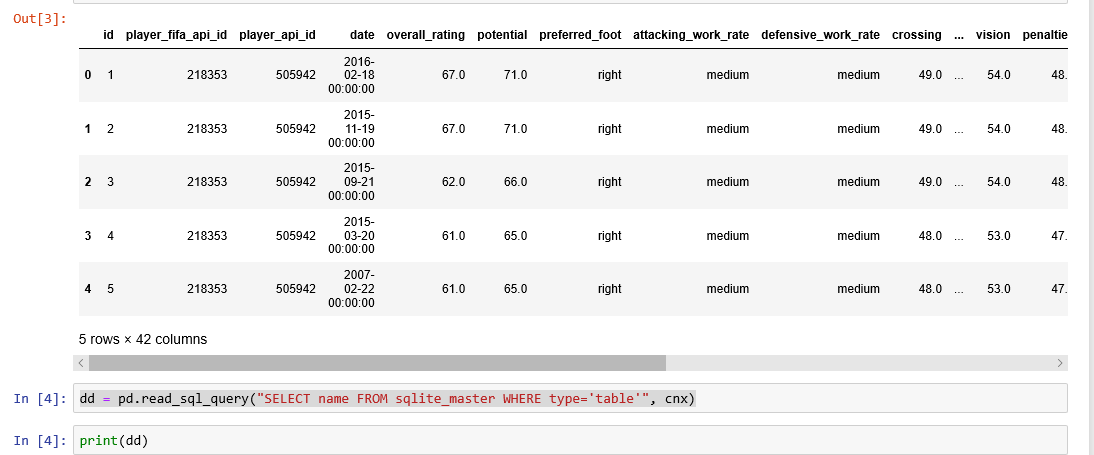 Out[3]:
id player_fifa_api_id player_api_id date overall_rating potential preferred_foot attacking_work_rate defensive_work_rate crossing ... vision penaltie
0 1 218353 505942 2016-02-18 00:00:00 67.0 71.0 right medium medium 49.0 ... 54.0 48.
1 2 218353 505942 2015-11-19 00:00:00 67.0 71.0 right medium medium 49.0 ... 54.0 48.
2 3 218353 505942 2015-09-21 00:00:00 62.0 66.0 right medium medium 49.0 ... 54.0 48.
3 4 218353 505942 2015-03-20 00:00:00 61.0 65.0 right medium medium 48.0 ... 53.0 47.
4 5 218353 505942 2007-02-22 00:00:00 61.0 65.0 right medium medium 48.0 ... 53.0 47.
5 rows × 42 columns
In [4]: dd = pd.read_sql_query("SELECT name FROM sqlite_master WHERE type='table'", cnx)
In [4]: print(dd)